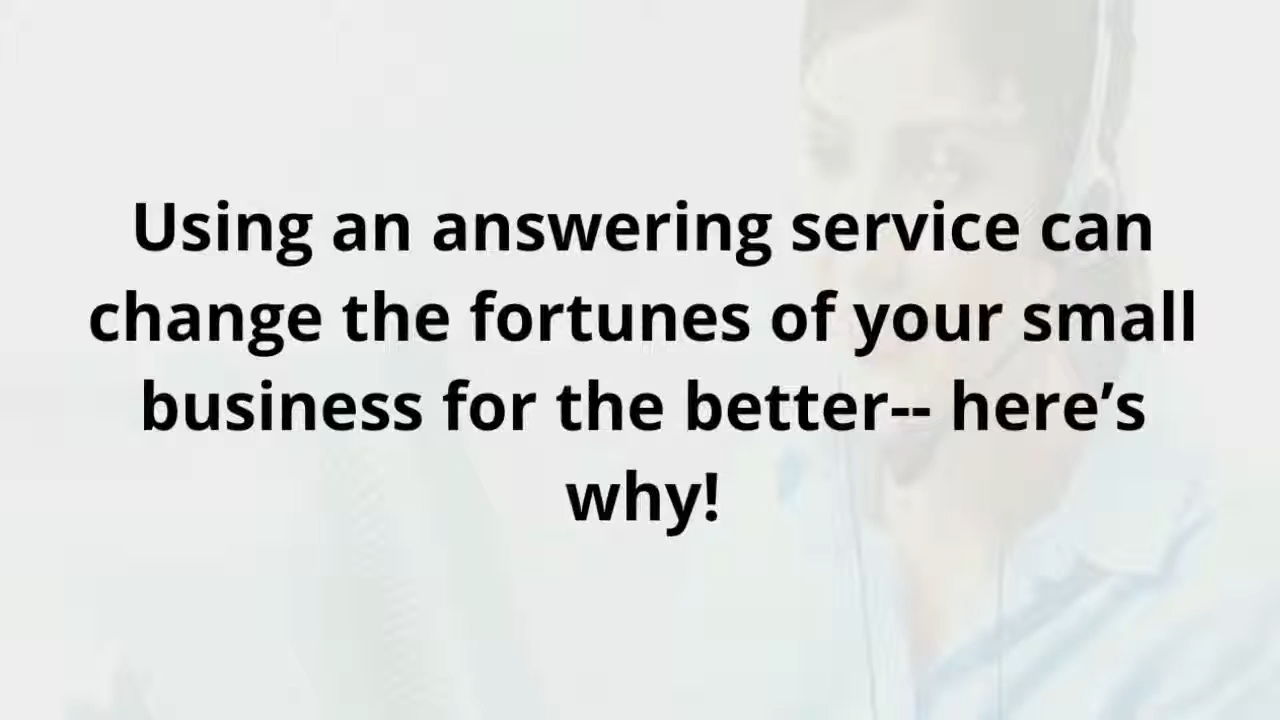 Using an answering service can
change the fortunes of your small
business for the better-- here’s
why!